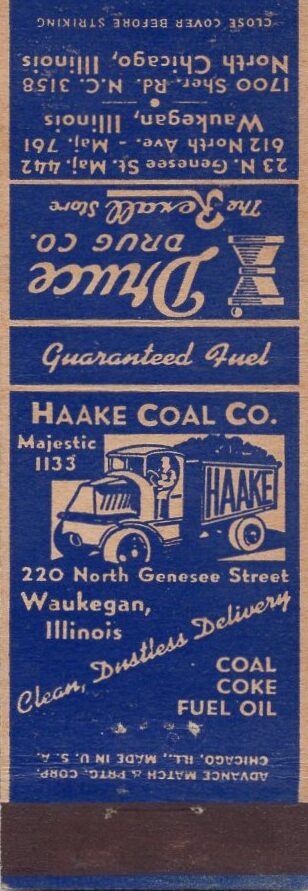 CLOSE COVER BEFORE STRIKING
23 N. Genesee St. Maj. 442
612 North Ave. - Maj. 761
Waukegan, Illinois
•
1700 Sher. Rd. N.C. 3158
North Chicago, Illinois
Druce
DRUG CO.
The Rexall Store
Guaranteed Fuel
HAAKE COAL CO.
Majestic
1133
HAAKE
220 North Genesee Street
Waukegan,
Illinois
Clean, Dustless Delivery
COAL
COKE
FUEL OIL
ADVANCE MATCH & PRTG. CORP.
CHICAGO, ILL., MADE IN U. S. A.